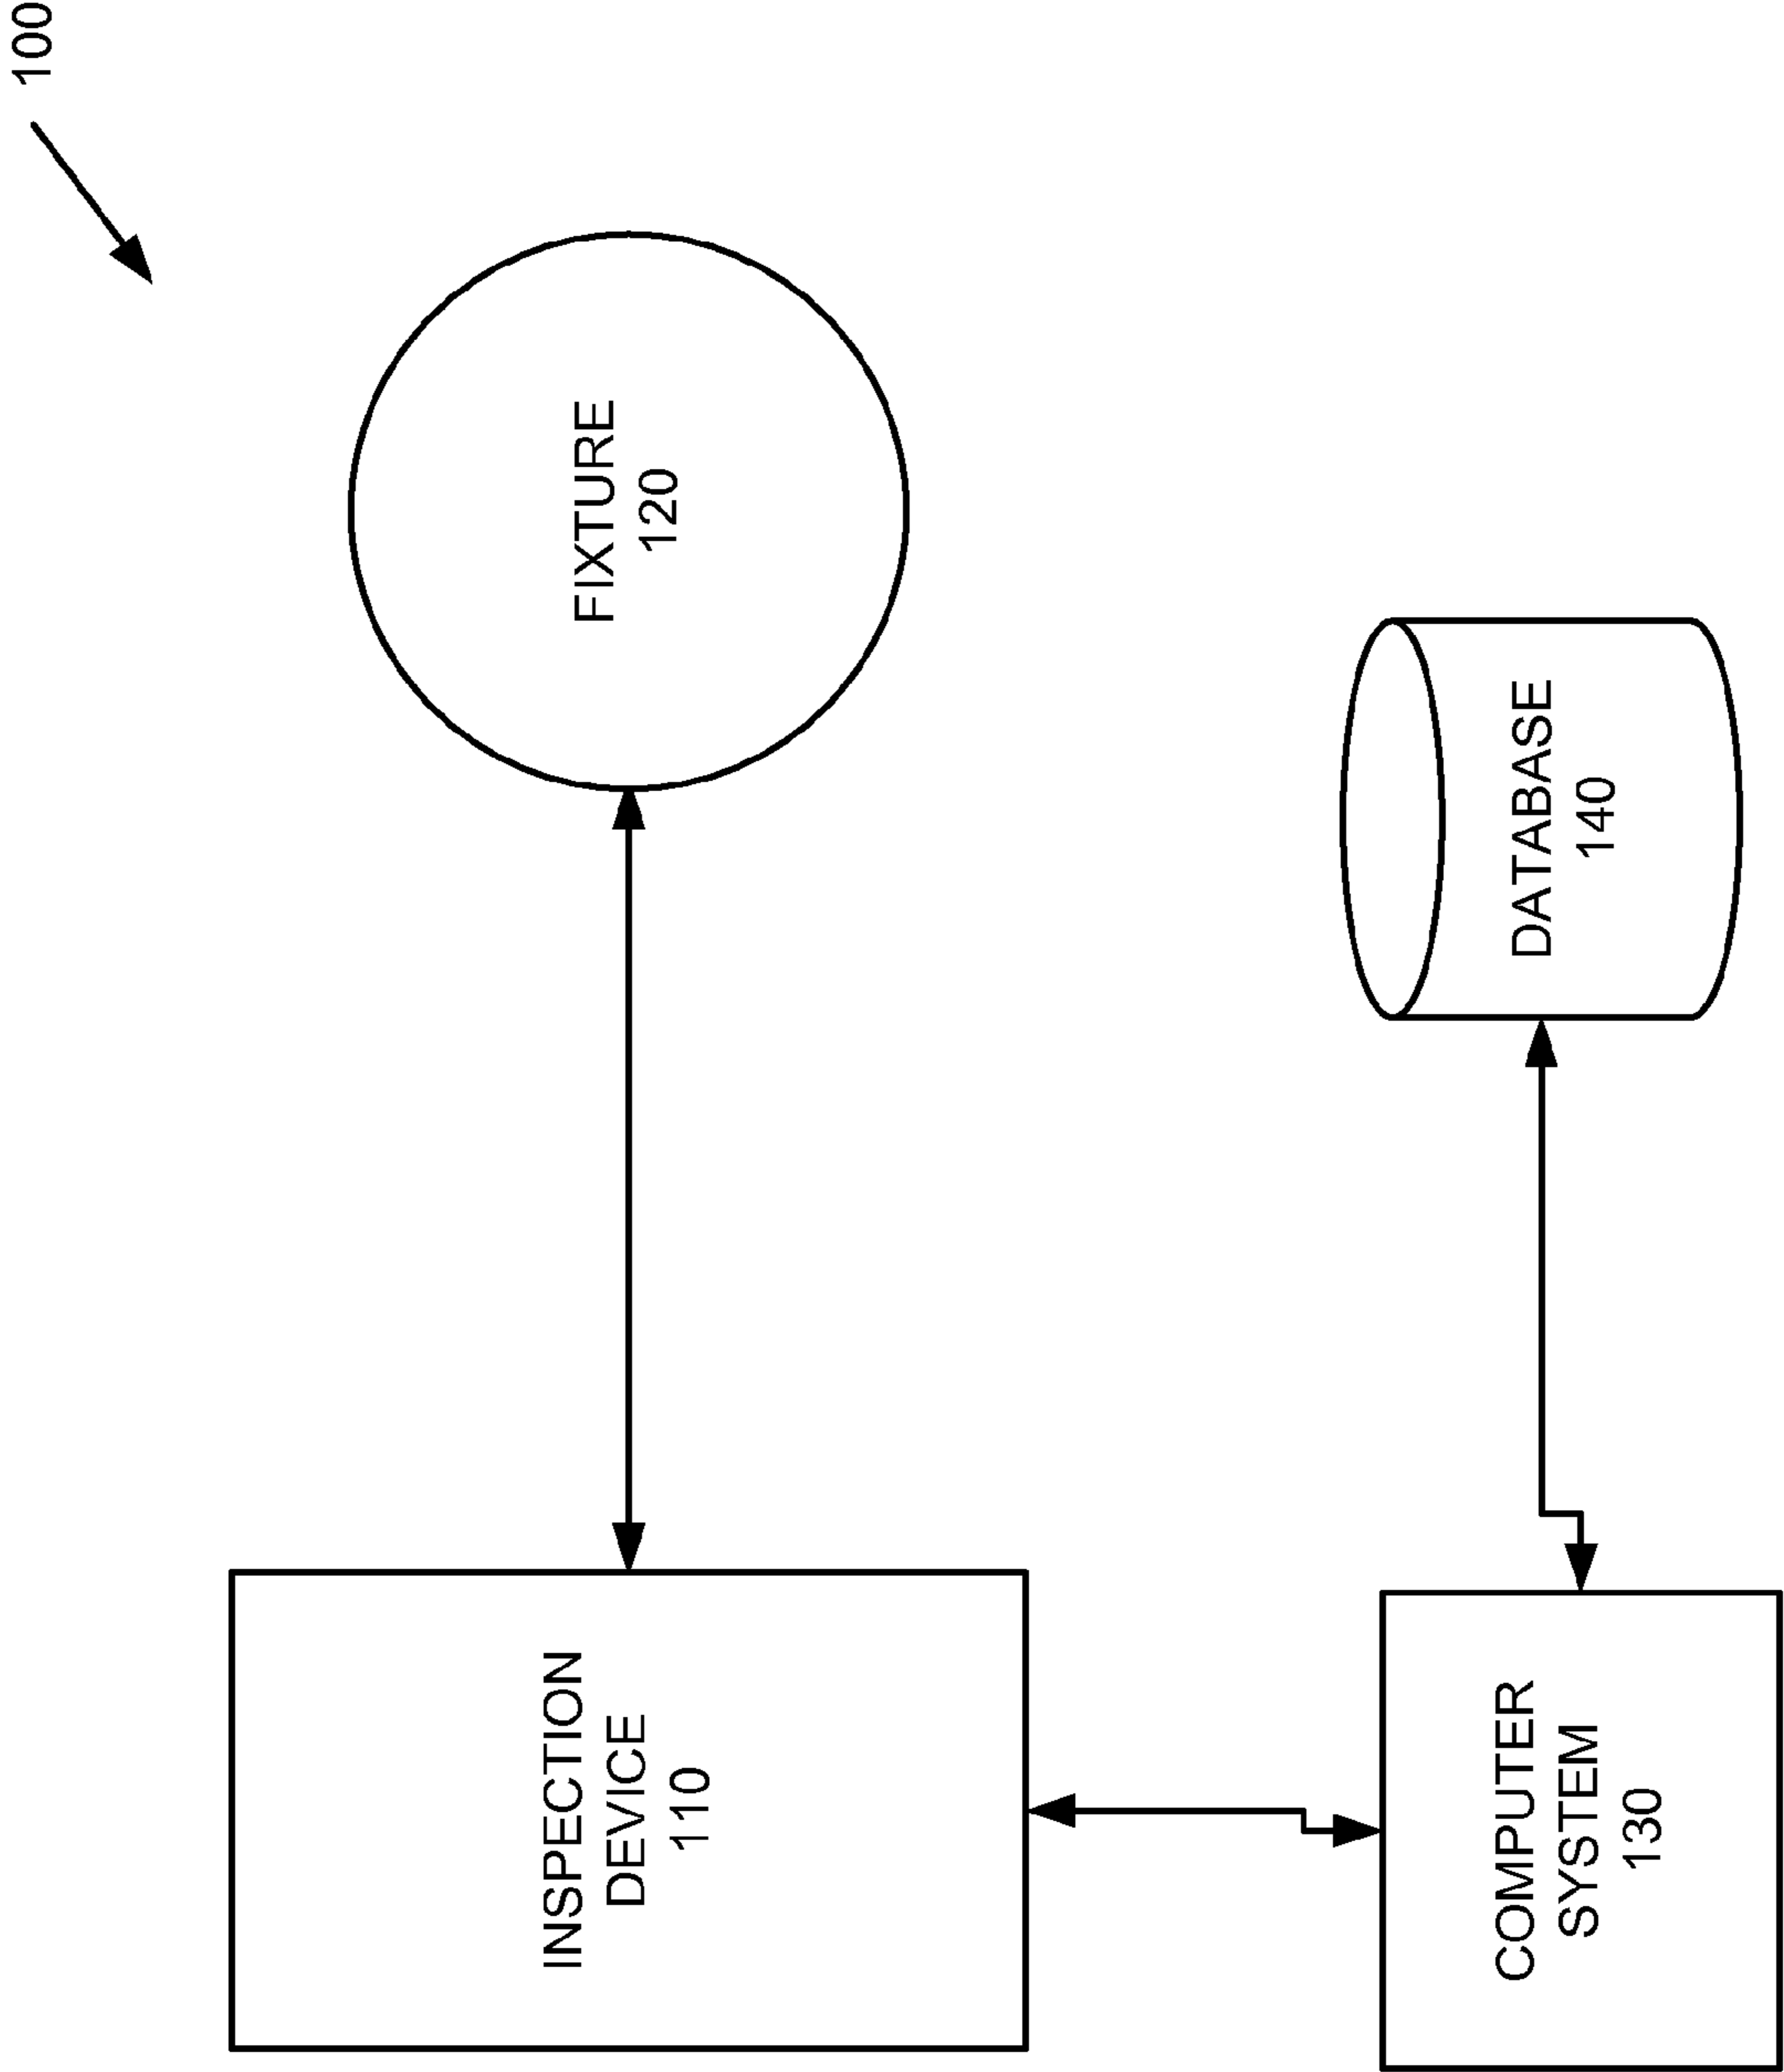 100
INSPECTION
DEVICE
110
FIXTURE
120
COMPUTER
SYSTEM
130
DATABASE
140